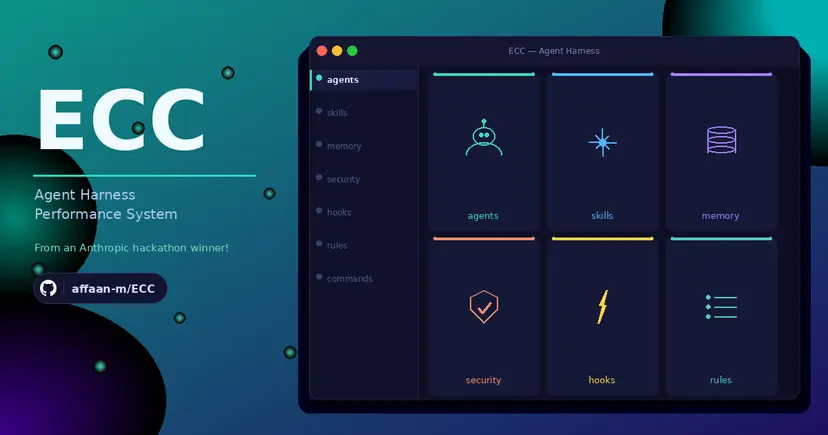 ECC
Agent Harness
Performance System
From an Anthropic hackathon winner!
affaan-m/ECC
ECC — Agent Harness
agents
skills
memory
security
hooks
rules
commands
agents
skills
memory
security
hooks
rules